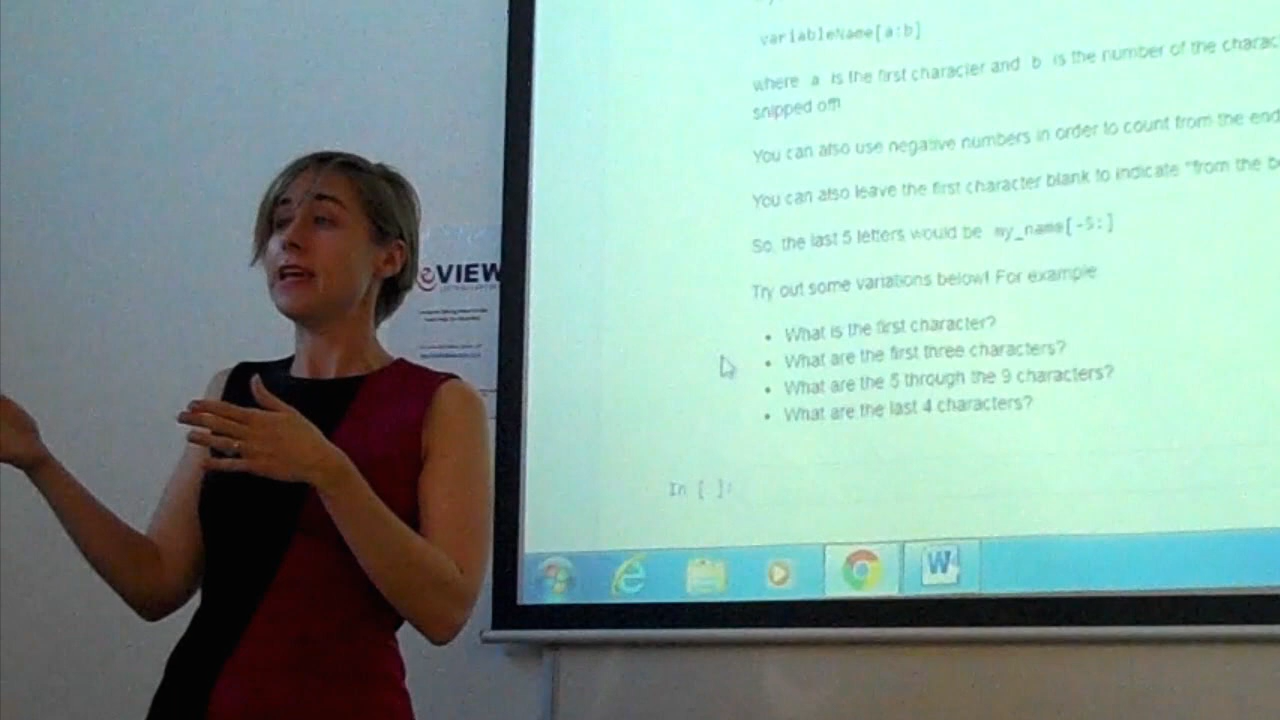 variableName[a:b]
where a is the first character and b is the number of the charac
snipped off!
You can also use negative numbers in order to count from the end
You can also leave the first character blank to indicate "from the b
So, the last 5 letters would be my_name[-5:]
Try out some variations below! For example
• What is the first character?
• What are the first three characters?
• What are the 5 through the 9 characters?
• What are the last 4 characters?
In [ ]:
eVIEW
W